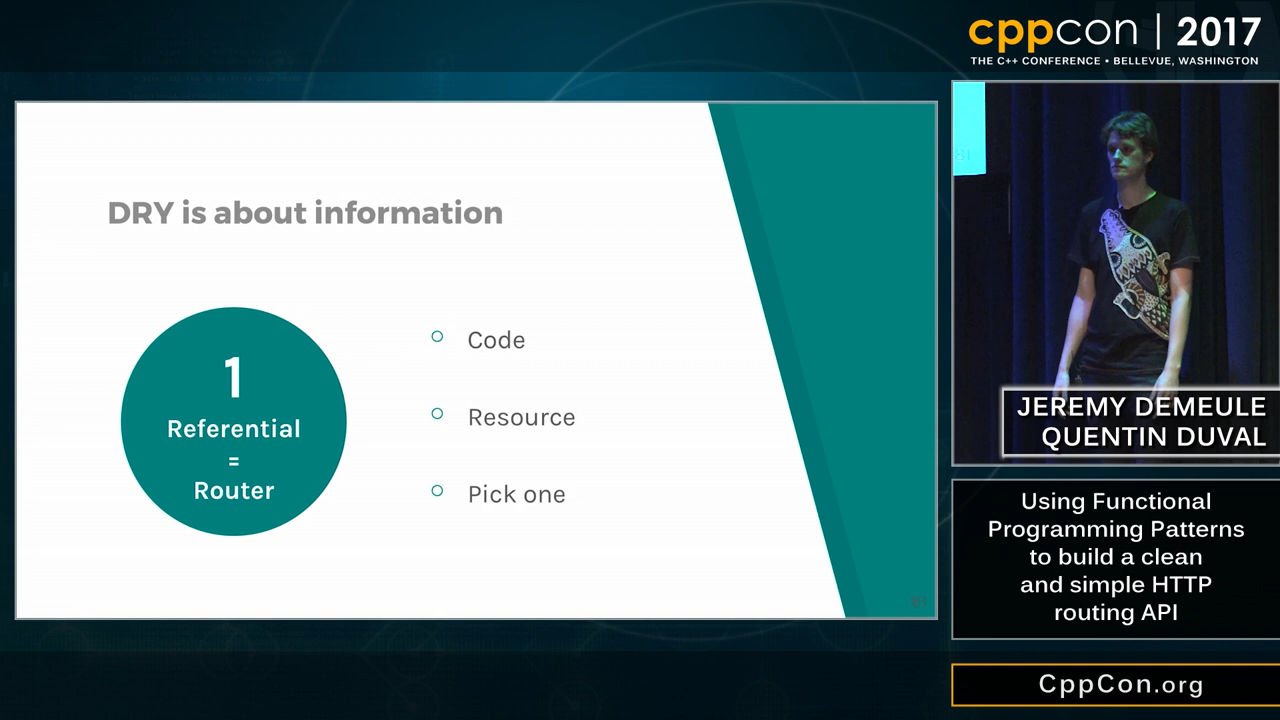 cppcon | 2017
THE C++ CONFERENCE • BELLEVUE, WASHINGTON
DRY is about information
1
Referential
=
Router
Code
Resource
Pick one
81
JEREMY DEMEULE
QUENTIN DUVAL
Using Functional
Programming Patterns
to build a clean
and simple HTTP
routing API
CppCon.org